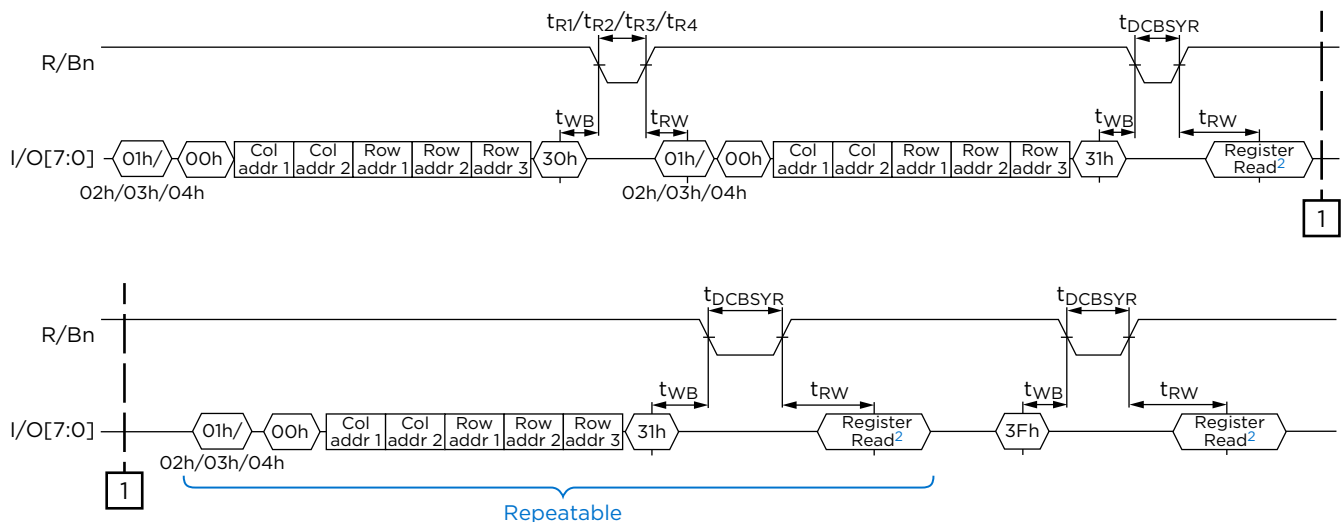 tR1/tR2/tR3/tR4 tDCBSYR
R/Bn
tWB tRW tWB tRW
I/O[7:0] 01h/ 00h Col addr 1 Col addr 2 Row addr 1 Row addr 2 Row addr 3 30h 01h/ 00h Col addr 1 Col addr 2 Row addr 1 Row addr 2 Row addr 3 31h Register Read2
02h/03h/04h 02h/03h/04h
1
tDCBSYR tDCBSYR
R/Bn
tWB tRW tWB tRW
I/O[7:0] 01h/ 00h Col addr 1 Col addr 2 Row addr 1 Row addr 2 Row addr 3 31h Register Read2 3Fh Register Read2
02h/03h/04h
1
Repeatable